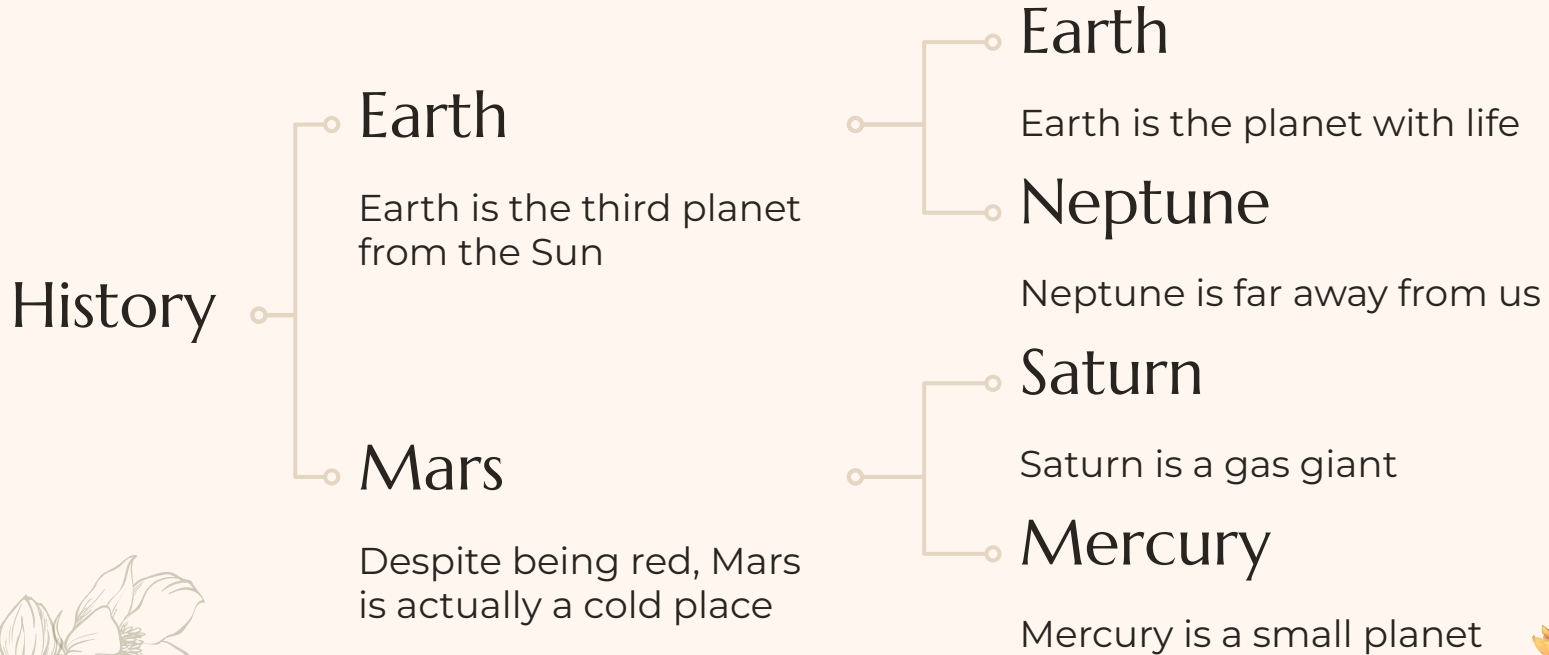 History
Earth
Earth is the third planet
from the Sun
Mars
Despite being red, Mars
is actually a cold place
Earth
Earth is the planet with life
Neptune
Neptune is far away from us
Saturn
Saturn is a gas giant
Mercury
Mercury is a small planet